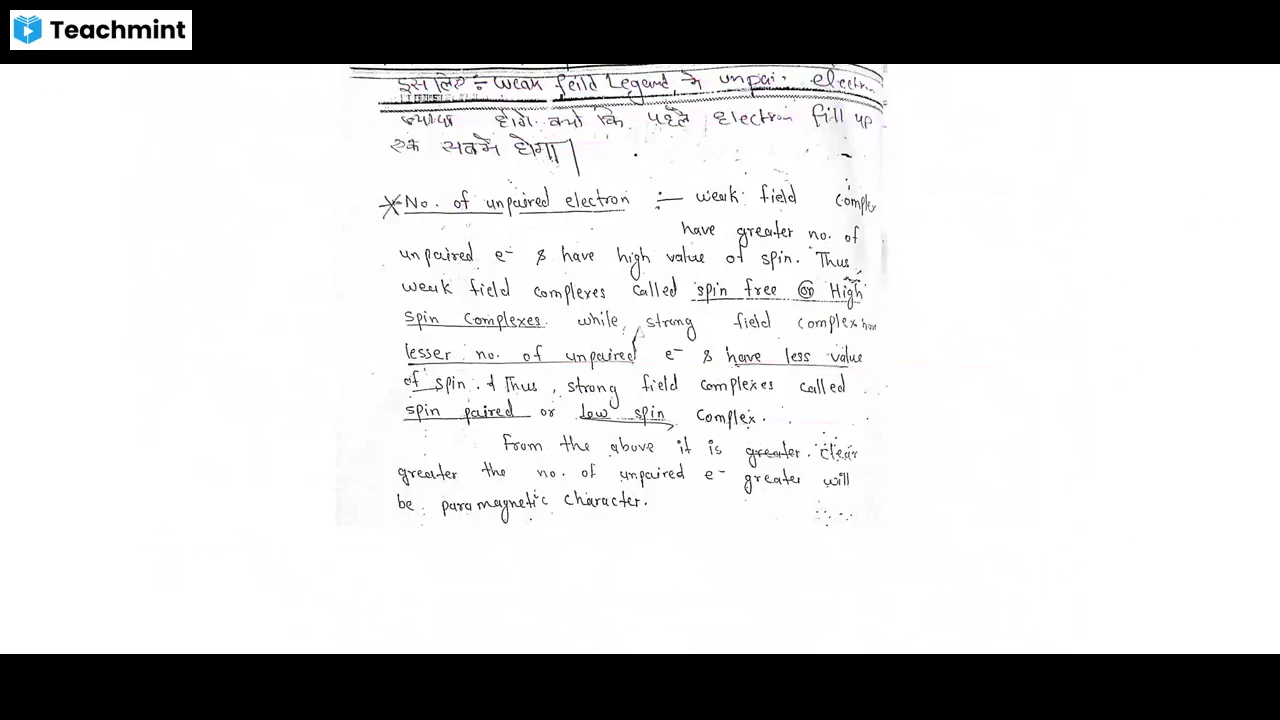 Teachmint
इसलिए :- weak feild Legend में unpair electron
ज्यादा होंगे क्यों कि पहले electron fill up
एक सबमें होगा।
* No. of unpaired electron :- weak field complex
have greater no. of
unpaired e- & have high value of spin. Thus
weak field complexes called spin free or High
spin complexes. while, strong field complex have
lesser no. of unpaired e- & have less value
of spin. & Thus, strong field complexes called
spin paired or low spin complex.
From the above it is greater clear
greater the no. of unpaired e- greater will
be paramagnetic character.